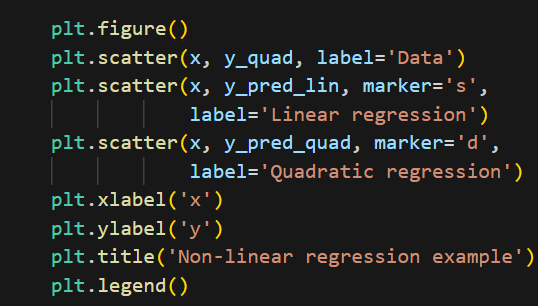 plt.figure()
plt.scatter(x, y_quad, label='Data')
plt.scatter(x, y_pred_lin, marker='s',
            label='Linear regression')
plt.scatter(x, y_pred_quad, marker='d',
            label='Quadratic regression')
plt.xlabel('x')
plt.ylabel('y')
plt.title('Non-linear regression example')
plt.legend()